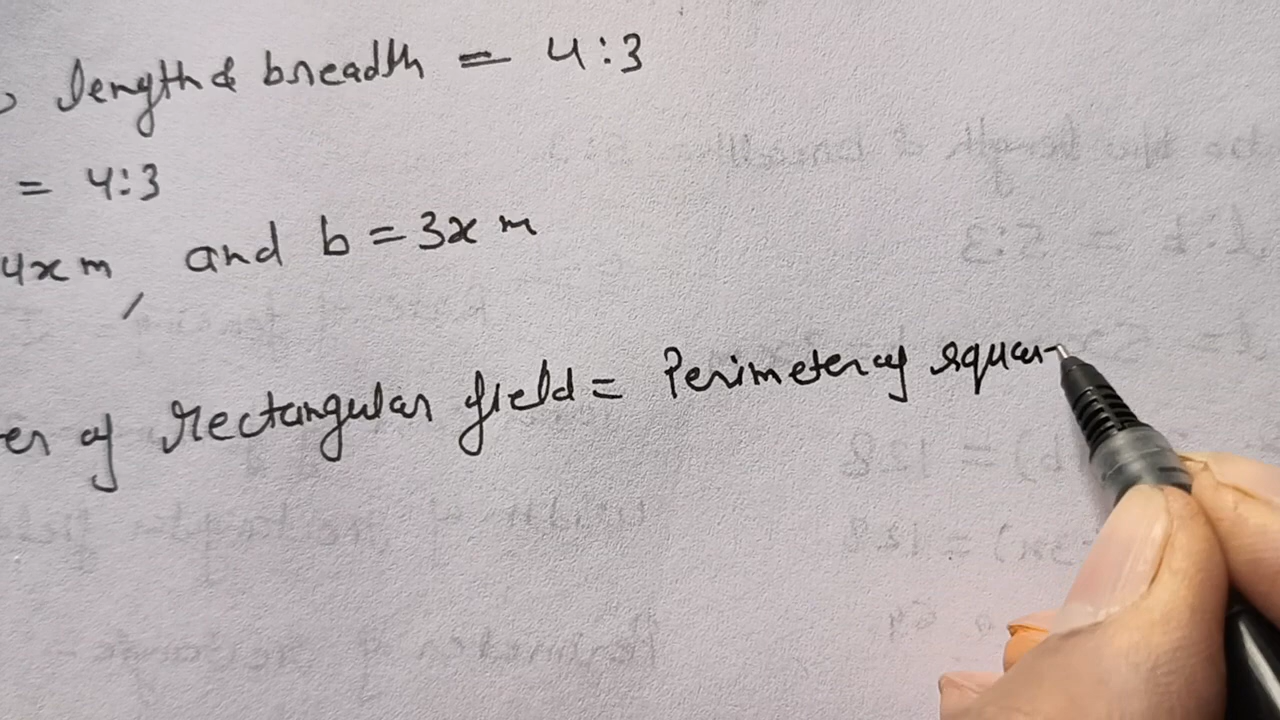 length & breadth = 4:3
= 4:3
4x m, and b = 3x m
er of rectangular field = Perimeter of squar